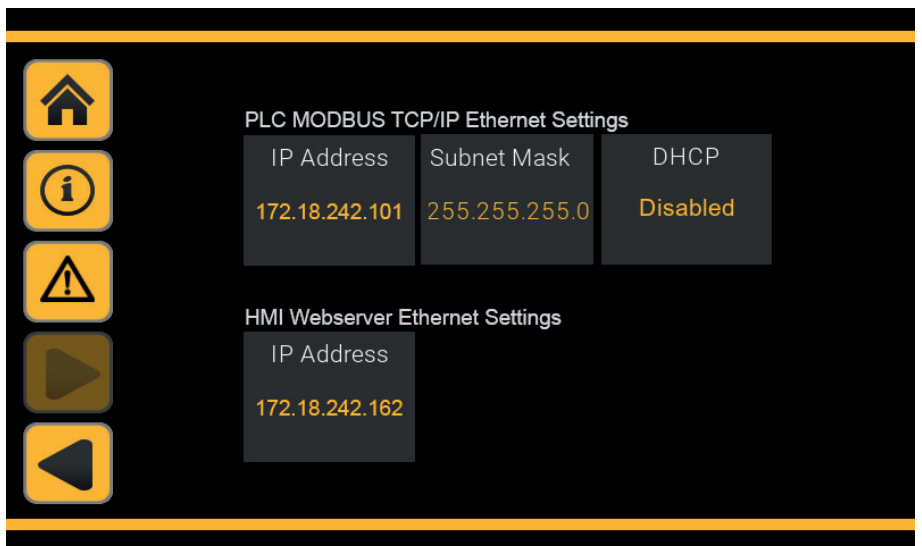 PLC MODBUS TCP/IP Ethernet Settings
IP Address Subnet Mask DHCP
172.18.242.101 255.255.255.0 Disabled
HMI Webserver Ethernet Settings
IP Address
172.18.242.162